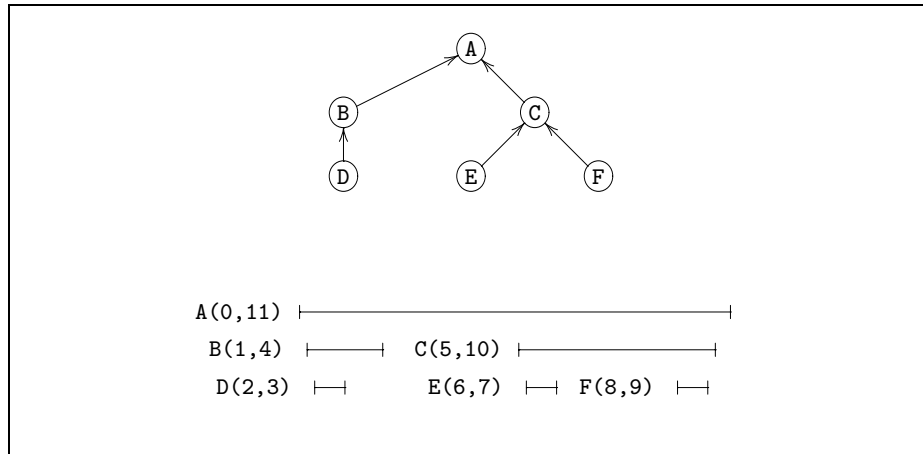 A
B C
D E F
A(0,11)
B(1,4) C(5,10)
D(2,3) E(6,7) F(8,9)